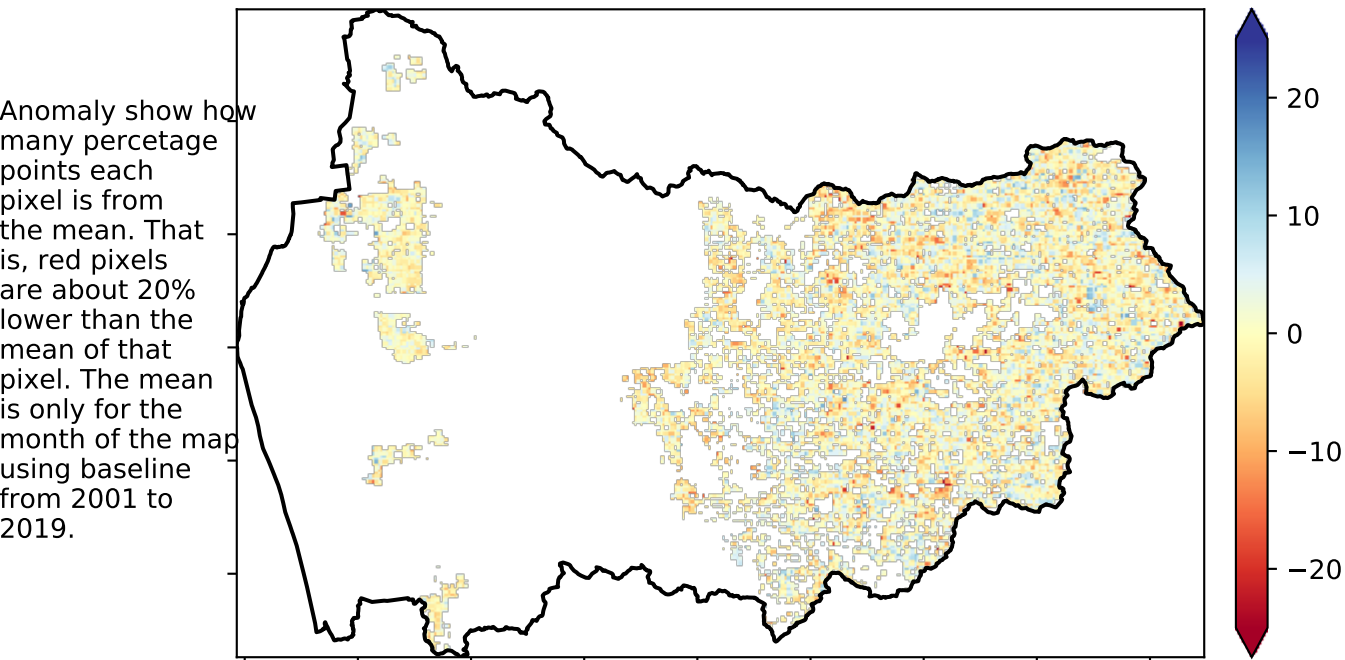 Anomaly show how
many percetage
points each
pixel is from
the mean. That
is, red pixels
are about 20%
lower than the
mean of that
pixel. The mean
is only for the
month of the map
using baseline
from 2001 to
2019.
20
10
0
−10
−20